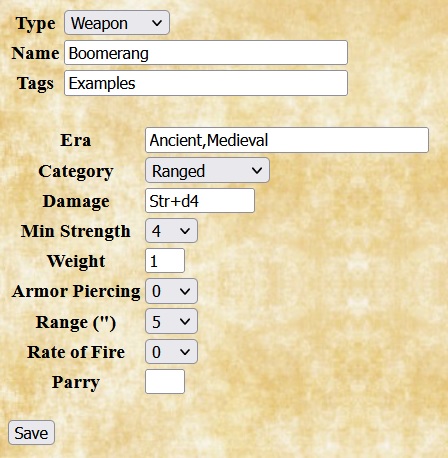 Type Weapon
Name Boomerang
Tags Examples
Era Ancient,Medieval
Category Ranged
Damage Str+d4
Min Strength 4
Weight 1
Armor Piercing 0
Range (") 5
Rate of Fire 0
Parry
Save